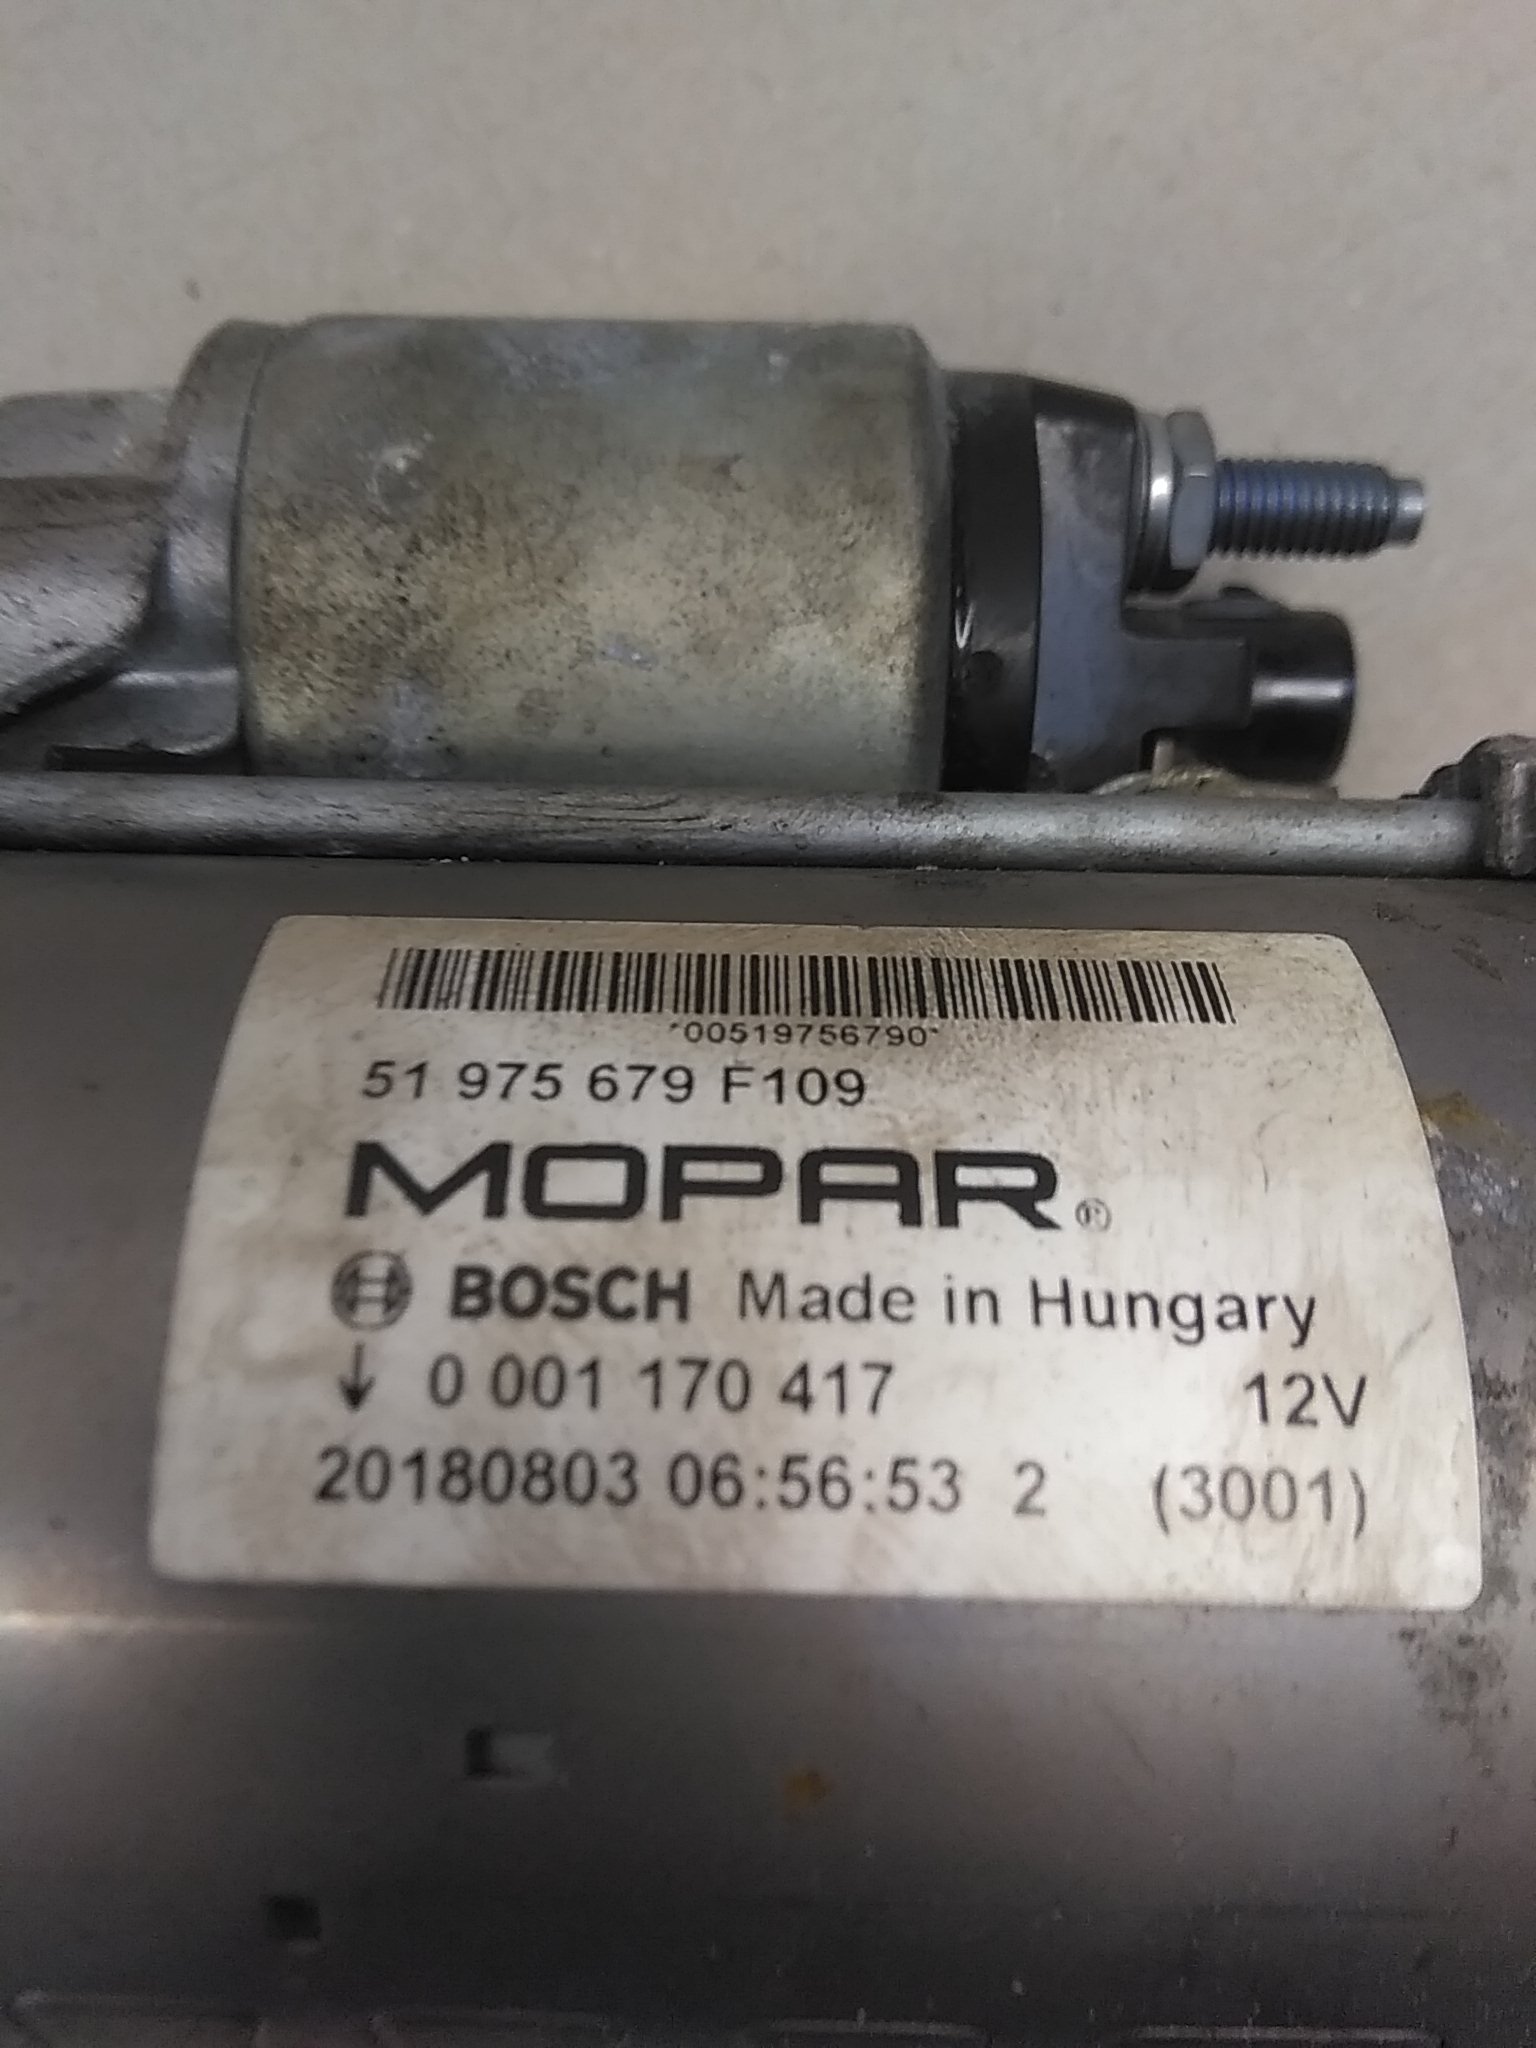 *00519756790*
51 975 679 F109
MOPAR®
BOSCH Made in Hungary
↓ 0 001 170 417 12V
20180803 06:56:53 2 (3001)